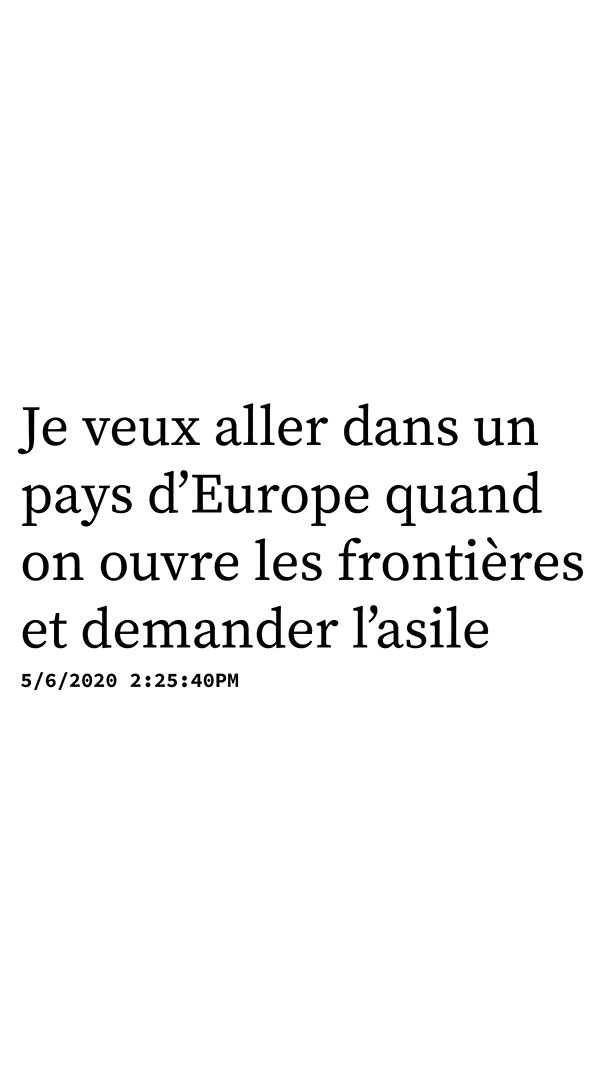 Je veux aller dans un
pays d’Europe quand
on ouvre les frontières
et demander l’asile
5/6/2020 2:25:40PM